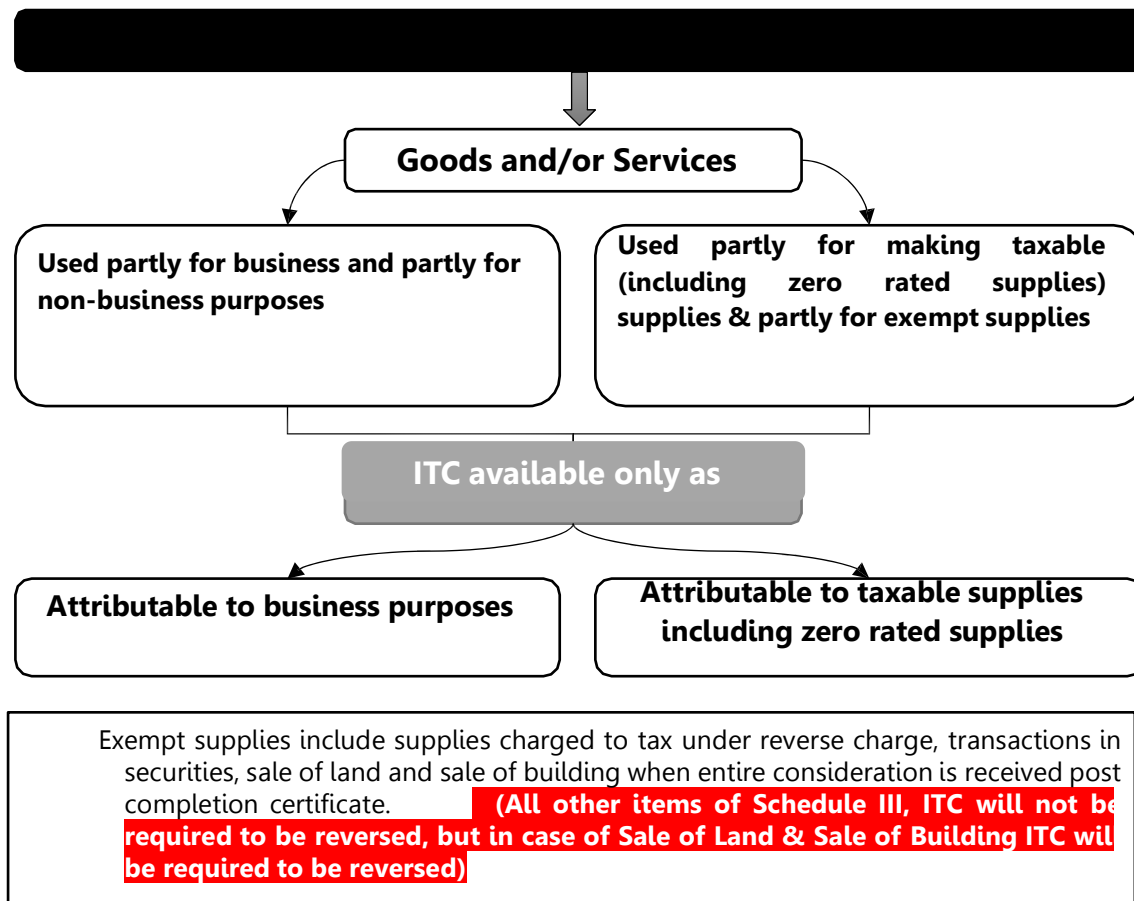 Goods and/or Services
Used partly for business and partly for
non-business purposes
Used partly for making taxable
(including zero rated supplies)
supplies & partly for exempt supplies
ITC available only as
Attributable to business purposes
Attributable to taxable supplies
including zero rated supplies
Exempt supplies include supplies charged to tax under reverse charge, transactions in
securities, sale of land and sale of building when entire consideration is received post
completion certificate. (All other items of Schedule III, ITC will not be
required to be reversed, but in case of Sale of Land & Sale of Building ITC will
be required to be reversed)